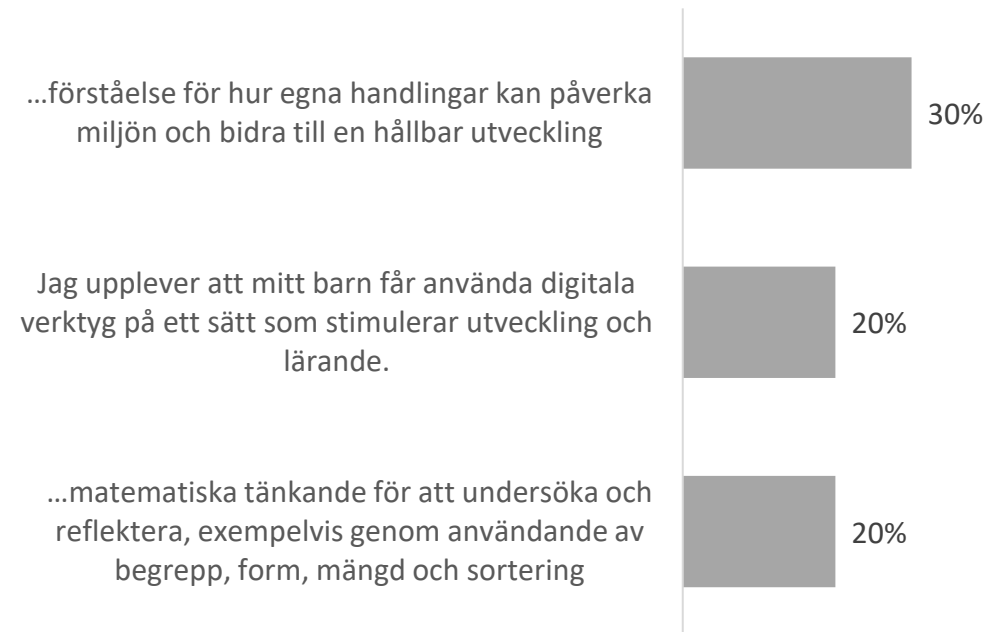 ...förståelse för hur egna handlingar kan påverka
miljön och bidra till en hållbar utveckling
30%
Jag upplever att mitt barn får använda digitala
verktyg på ett sätt som stimulerar utveckling och
lärande.
20%
...matematiska tänkande för att undersöka och
reflektera, exempelvis genom användande av
begrepp, form, mängd och sortering
20%